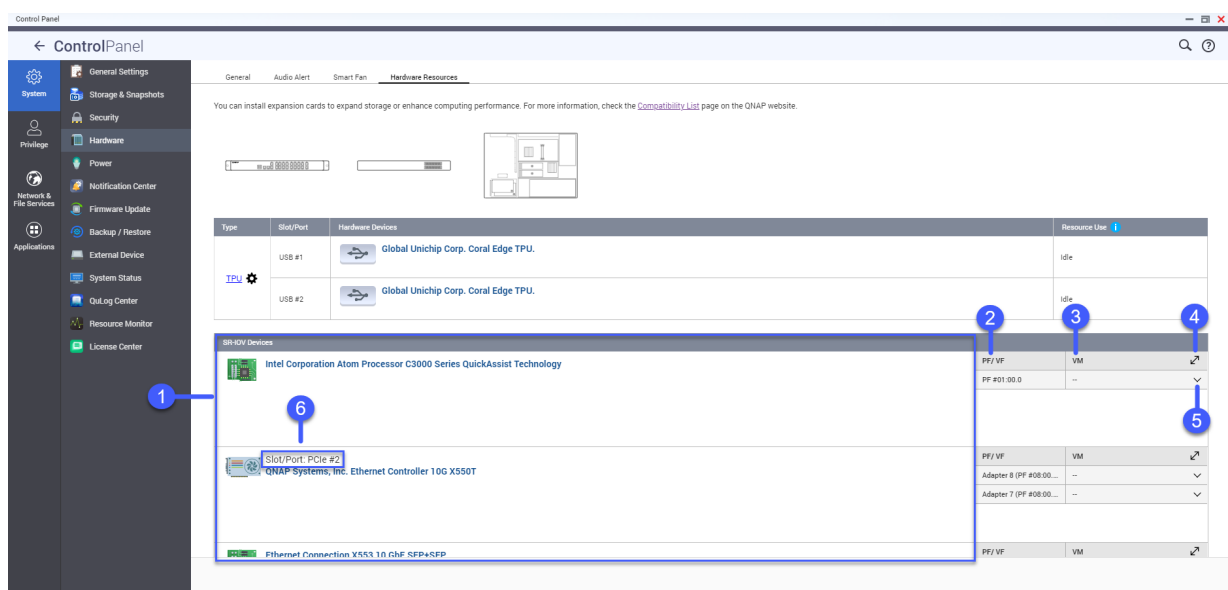 Control Panel
ControlPanel
System
Privilege
Network &
File Services
Applications
General Settings
Storage & Snapshots
Security
Hardware
Power
Notification Center
Firmware Update
Backup / Restore
External Device
System Status
QuLog Center
Resource Monitor
License Center
General Audio Alert Smart Fan Hardware Resources
You can install expansion cards to expand storage or enhance computing performance. For more information, check the Compatibility List page on the QNAP website.
Type Slot/Port Hardware Devices Resource Use i
TPU
USB #1 Global Unichip Corp. Coral Edge TPU. Idle
USB #2 Global Unichip Corp. Coral Edge TPU. Idle
2 3 4
SR-IOV Devices
Intel Corporation Atom Processor C3000 Series QuickAssist Technology
PF/ VF VM
PF #01:00.0 --
1
6
5
Slot/Port: PCIe #2
QNAP Systems, Inc. Ethernet Controller 10G X550T
PF/ VF VM
Adapter 8 (PF #08:00.... --
Adapter 7 (PF #08:00.... --
Ethernet Connection X553 10 GbE SFP+SFP
PF/ VF VM